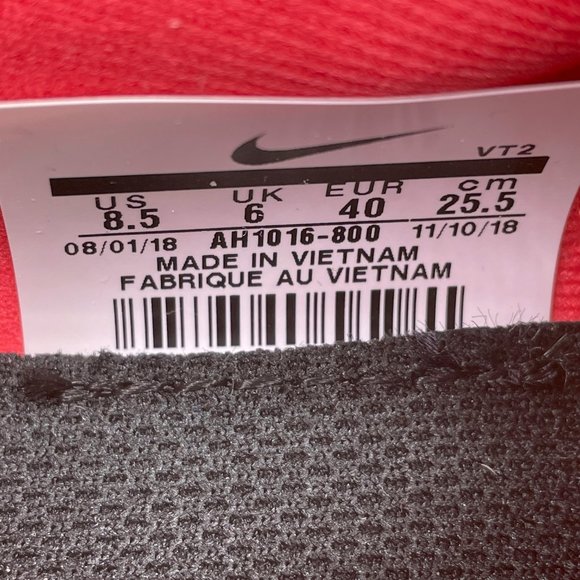 VT2
US UK EUR cm
8.5 6 40 25.5
08/01/18 AH1016-800 11/10/18
MADE IN VIETNAM
FABRIQUE AU VIETNAM